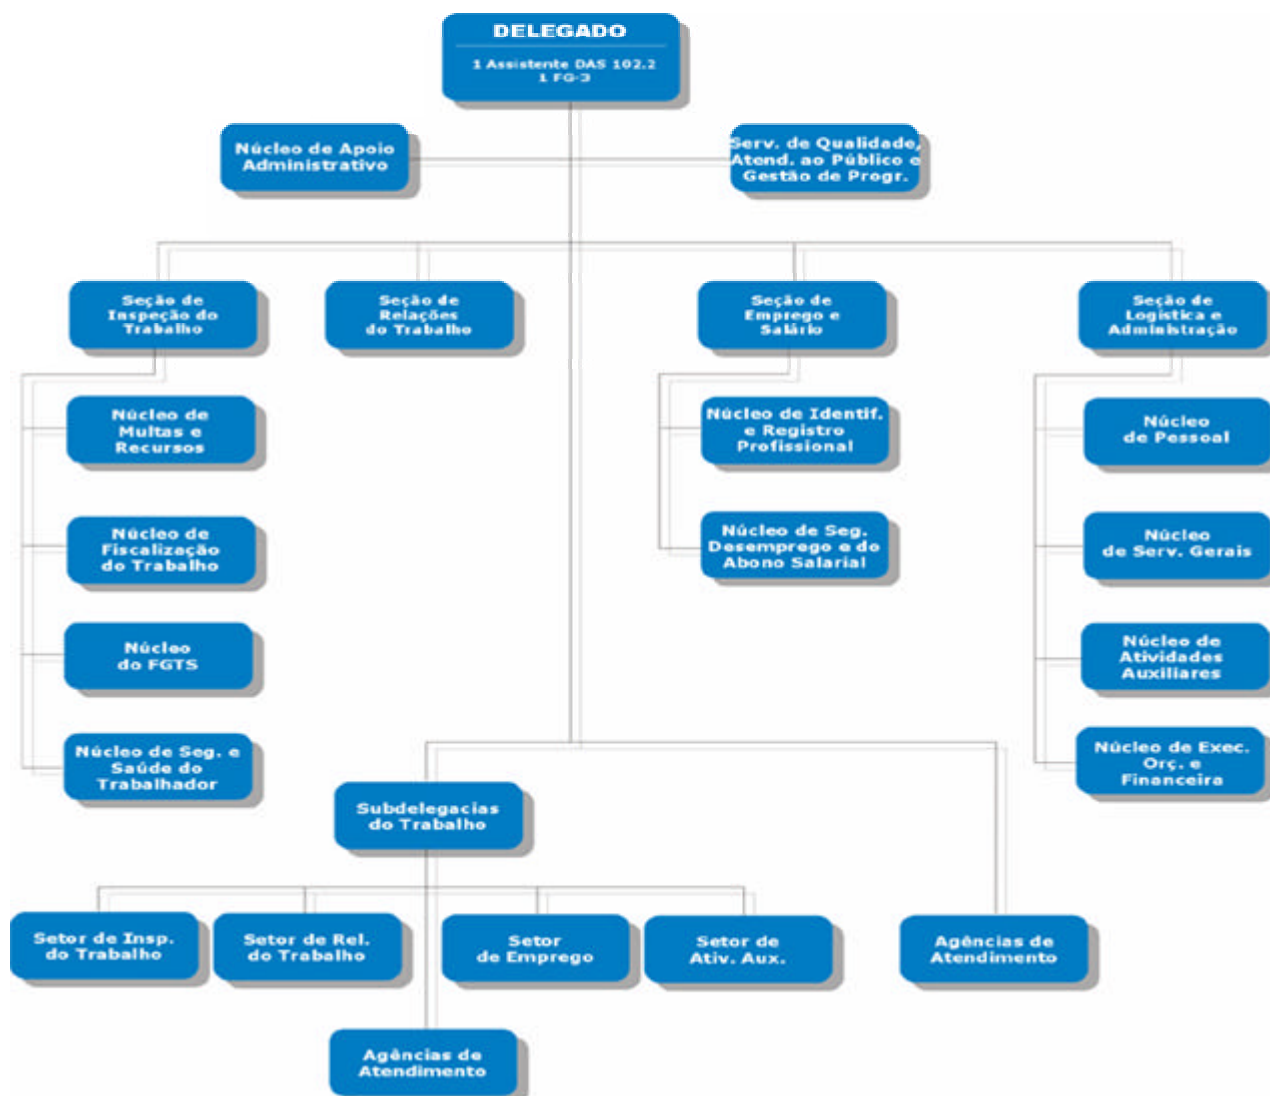 DELEGADO
1 Assistente DAS 102.2
1 FG-3
Núcleo de Apoio
Administrativo
Serv. de Qualidade,
Atend. ao Público e
Gestão de Progr.
Seção de
Inspeção do
Trabalho
Seção de
Relações
do Trabalho
Seção de
Emprego e
Salário
Seção de
Logística e
Administração
Núcleo de
Multas e
Recursos
Núcleo de Identif.
e Registro
Profissional
Núcleo
de Pessoal
Núcleo de
Fiscalização
do Trabalho
Núcleo de Seg.
Desemprego e do
Abono Salarial
Núcleo
de Serv. Gerais
Núcleo
do FGTS
Núcleo de
Atividades
Auxiliares
Núcleo de Seg. e
Saúde do
Trabalhador
Núcleo de Exec.
Orç. e
Financeira
Subdelegacias
do Trabalho
Setor de Insp.
do Trabalho
Setor de Rel.
do Trabalho
Setor
de Emprego
Setor de
Ativ. Aux.
Agências de
Atendimento
Agências de
Atendimento